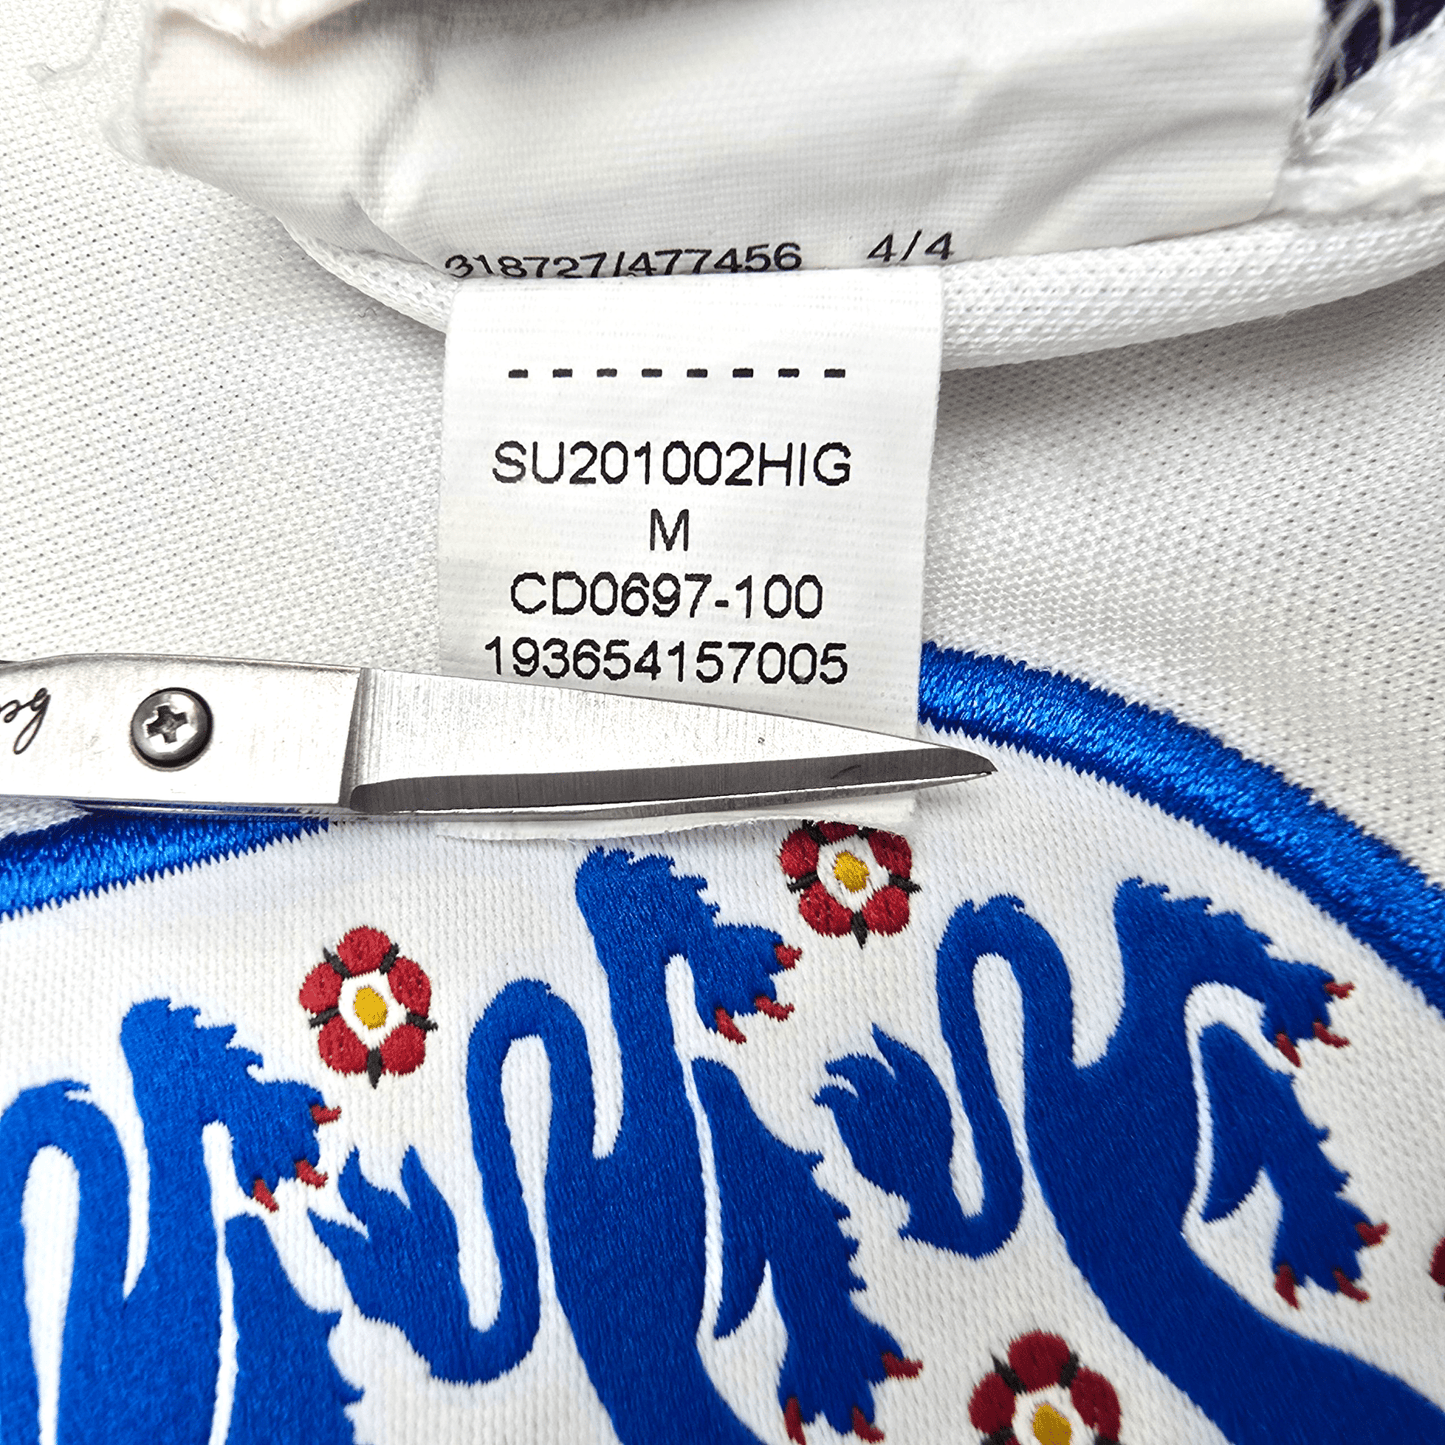 318727/477456 4/4
--------
SU201002HIG
M
CD0697-100
193654157005